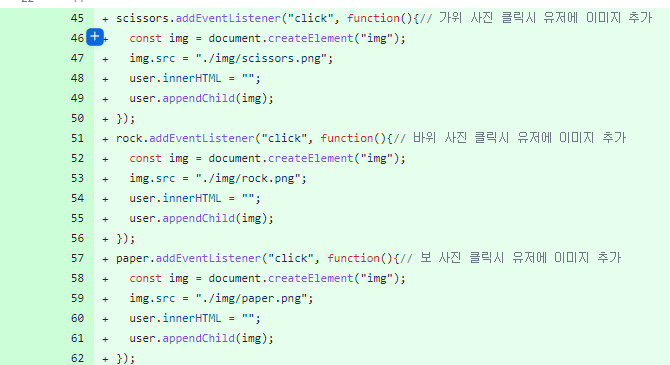 45 + scissors.addEventListener("click", function(){// 가위 사진 클릭시 유저에 이미지 추가
46 + const img = document.createElement("img");
47 + img.src = "./img/scissors.png";
48 + user.innerHTML = "";
49 + user.appendChild(img);
50 + });
51 + rock.addEventListener("click", function(){// 바위 사진 클릭시 유저에 이미지 추가
52 + const img = document.createElement("img");
53 + img.src = "./img/rock.png";
54 + user.innerHTML = "";
55 + user.appendChild(img);
56 + });
57 + paper.addEventListener("click", function(){// 보 사진 클릭시 유저에 이미지 추가
58 + const img = document.createElement("img");
59 + img.src = "./img/paper.png";
60 + user.innerHTML = "";
61 + user.appendChild(img);
62 + });